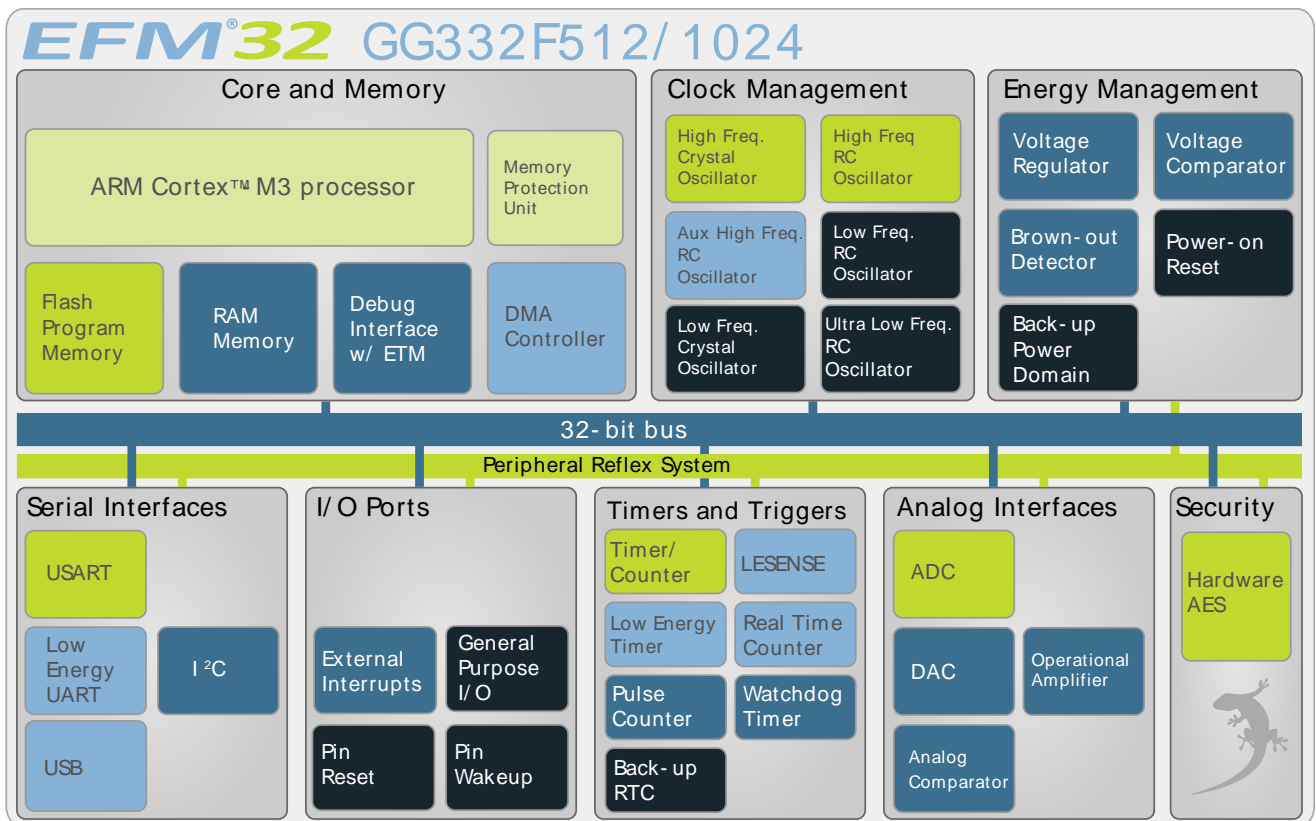 EFM®32 GG332F512/1024
Core and Memory
ARM Cortex™ M3 processor
Memory
Protection
Unit
Flash
Program
Memory
RAM
Memory
Debug
Interface
w/ ETM
DMA
Controller
Clock Management
High Freq.
Crystal
Oscillator
High Freq
RC
Oscillator
Aux High Freq.
RC
Oscillator
Low Freq.
RC
Oscillator
Low Freq.
Crystal
Oscillator
Ultra Low Freq.
RC
Oscillator
Energy Management
Voltage
Regulator
Voltage
Comparator
Brown-out
Detector
Power-on
Reset
Back-up
Power
Domain
32-bit bus
Peripheral Reflex System
Serial Interfaces
USART
Low
Energy
UART
I²C
USB
I/O Ports
External
Interrupts
General
Purpose
I/O
Pin
Reset
Pin
Wakeup
Timers and Triggers
Timer/
Counter
LESENSE
Low Energy
Timer
Real Time
Counter
Pulse
Counter
Watchdog
Timer
Back-up
RTC
Analog Interfaces
ADC
DAC
Operational
Amplifier
Analog
Comparator
Security
Hardware
AES